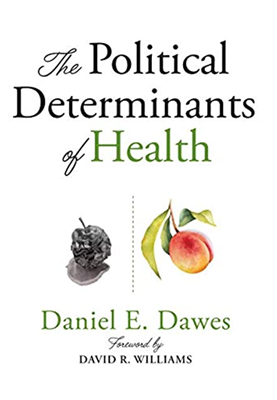 The Political
Determinants
of Health
Daniel E. Dawes
Foreword by
DAVID R. WILLIAMS